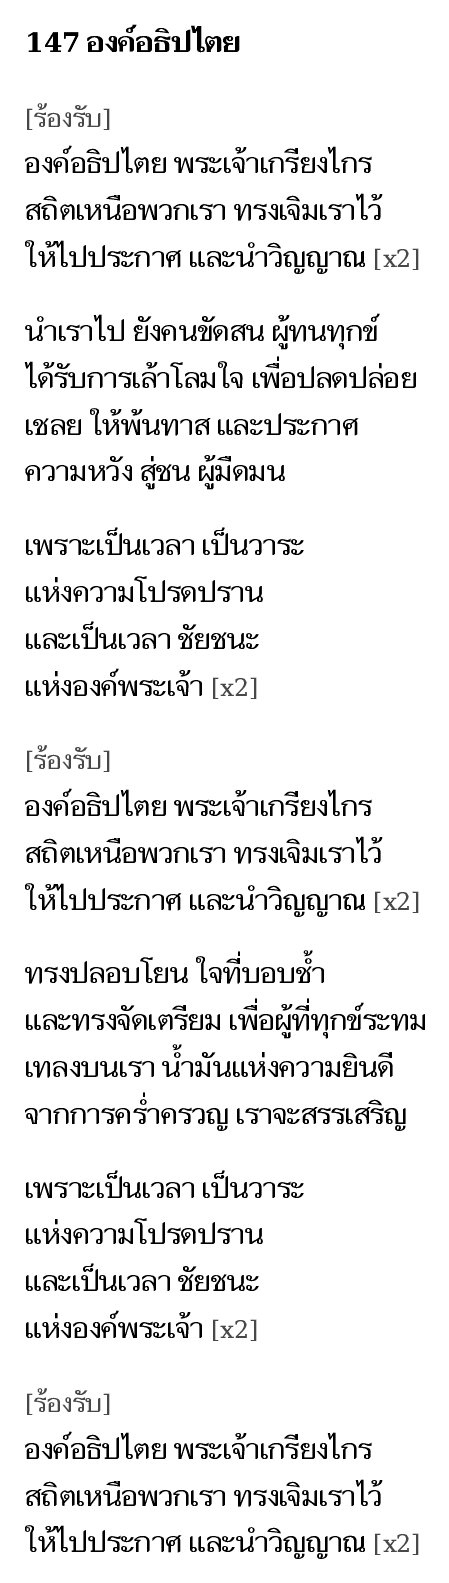 147 องค์อธิปไตย
[ร้องรับ]
องค์อธิปไตย พระเจ้าเกรียงไกร
สถิตเหนือพวกเรา ทรงเจิมเราไว้
ให้ไปประกาศ และนำวิญญาณ [x2]
นำเราไป ยังคนขัดสน ผู้ทนทุกข์
ได้รับการเล้าโลมใจ เพื่อปลดปล่อย
เชลย ให้พ้นทาส และประกาศ
ความหวัง สู่ชน ผู้มืดมน
เพราะเป็นเวลา เป็นวาระ
แห่งความโปรดปราน
และเป็นเวลา ชัยชนะ
แห่งองค์พระเจ้า [x2]
[ร้องรับ]
องค์อธิปไตย พระเจ้าเกรียงไกร
สถิตเหนือพวกเรา ทรงเจิมเราไว้
ให้ไปประกาศ และนำวิญญาณ [x2]
ทรงปลอบโยน ใจที่บอบช้ำ
และทรงจัดเตรียม เพื่อผู้ที่ทุกข์ระทม
เทลงบนเรา น้ำมันแห่งความยินดี
จากการคร่ำครวญ เราจะสรรเสริญ
เพราะเป็นเวลา เป็นวาระ
แห่งความโปรดปราน
และเป็นเวลา ชัยชนะ
แห่งองค์พระเจ้า [x2]
[ร้องรับ]
องค์อธิปไตย พระเจ้าเกรียงไกร
สถิตเหนือพวกเรา ทรงเจิมเราไว้
ให้ไปประกาศ และนำวิญญาณ [x2]